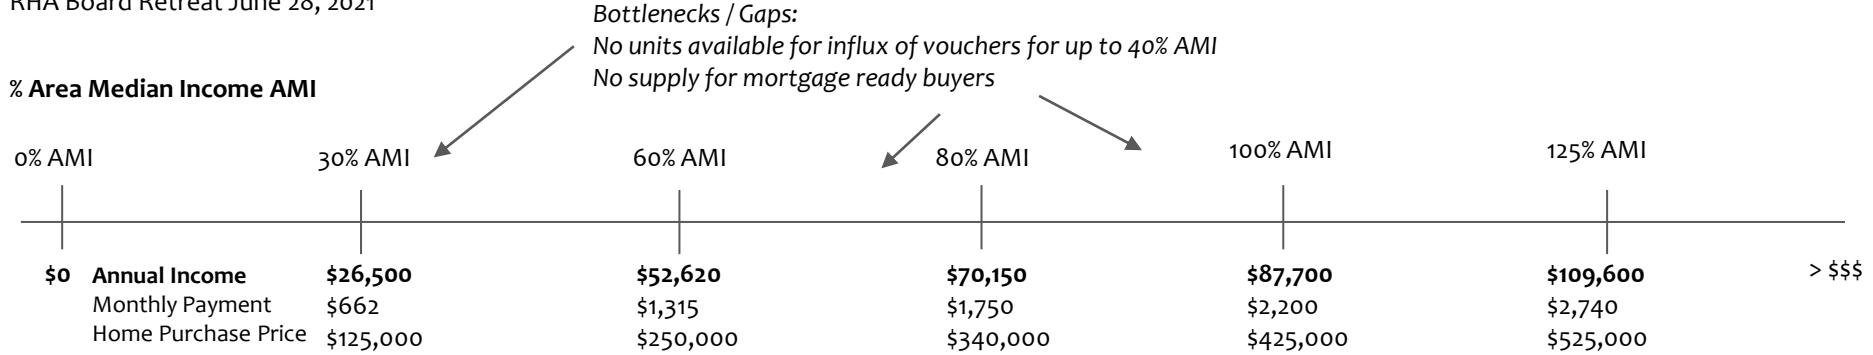 RHA Board Retreat June 28, 2021
Bottlenecks / Gaps:
No units available for influx of vouchers for up to 40% AMI
No supply for mortgage ready buyers
% Area Median Income AMI
0% AMI 30% AMI 60% AMI 80% AMI 100% AMI 125% AMI
$0 Annual Income $26,500 $52,620 $70,150 $87,700 $109,600 > $$$
Monthly Payment $662 $1,315 $1,750 $2,200 $2,740
Home Purchase Price $125,000 $250,000 $340,000 $425,000 $525,000